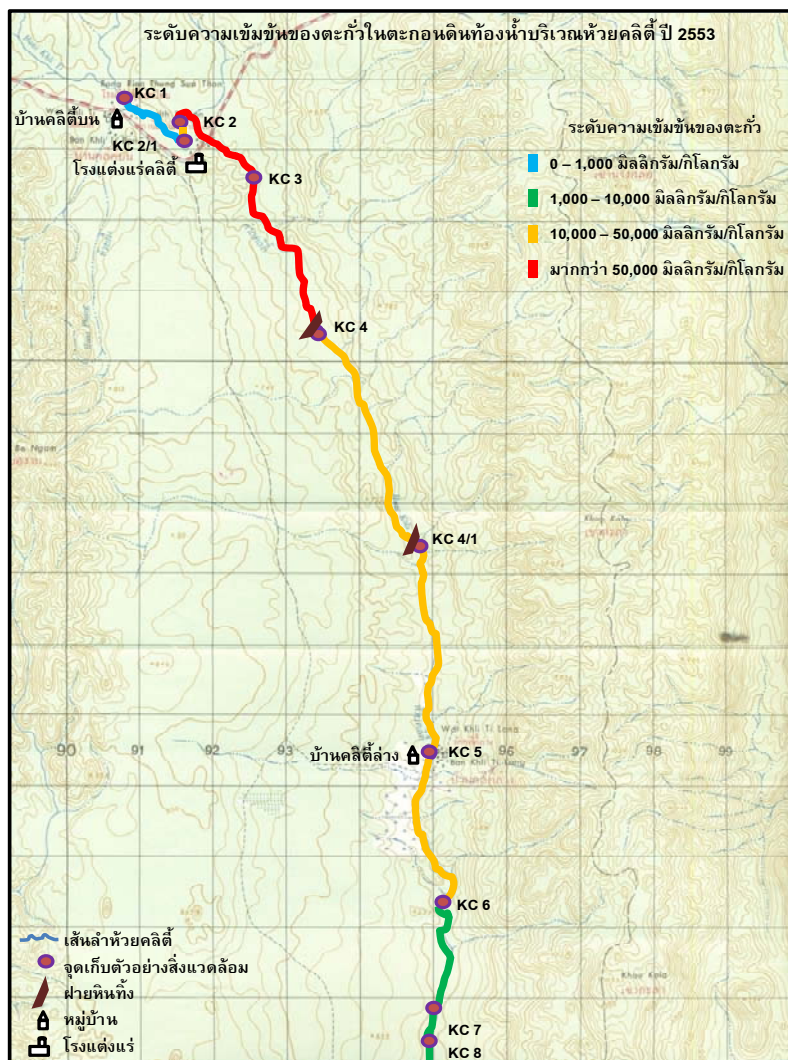 ระดับความเข้มข้นของตะกั่วในตะกอนดินท้องน้ำบริเวณห้วยคลิตี้ ปี 2553
KC 1
บ้านคลิตี้บน
KC 2
KC 2/1
โรงแต่งแร่คลิตี้
KC 3
ระดับความเข้มข้นของตะกั่ว
0 – 1,000 มิลลิกรัม/กิโลกรัม
1,000 – 10,000 มิลลิกรัม/กิโลกรัม
10,000 – 50,000 มิลลิกรัม/กิโลกรัม
มากกว่า 50,000 มิลลิกรัม/กิโลกรัม
KC 4
Be Ngam
KC 4/1
Wat Khli Ti Lang
90 91 92 93 96 97 98 99
บ้านคลิตี้ล่าง
KC 5
Ban Khli Ti Lang
KC 6
เส้นลำห้วยคลิตี้
จุดเก็บตัวอย่างสิ่งแวดล้อม
ฝายหินทิ้ง
หมู่บ้าน
โรงแต่งแร่
KC 7
KC 8